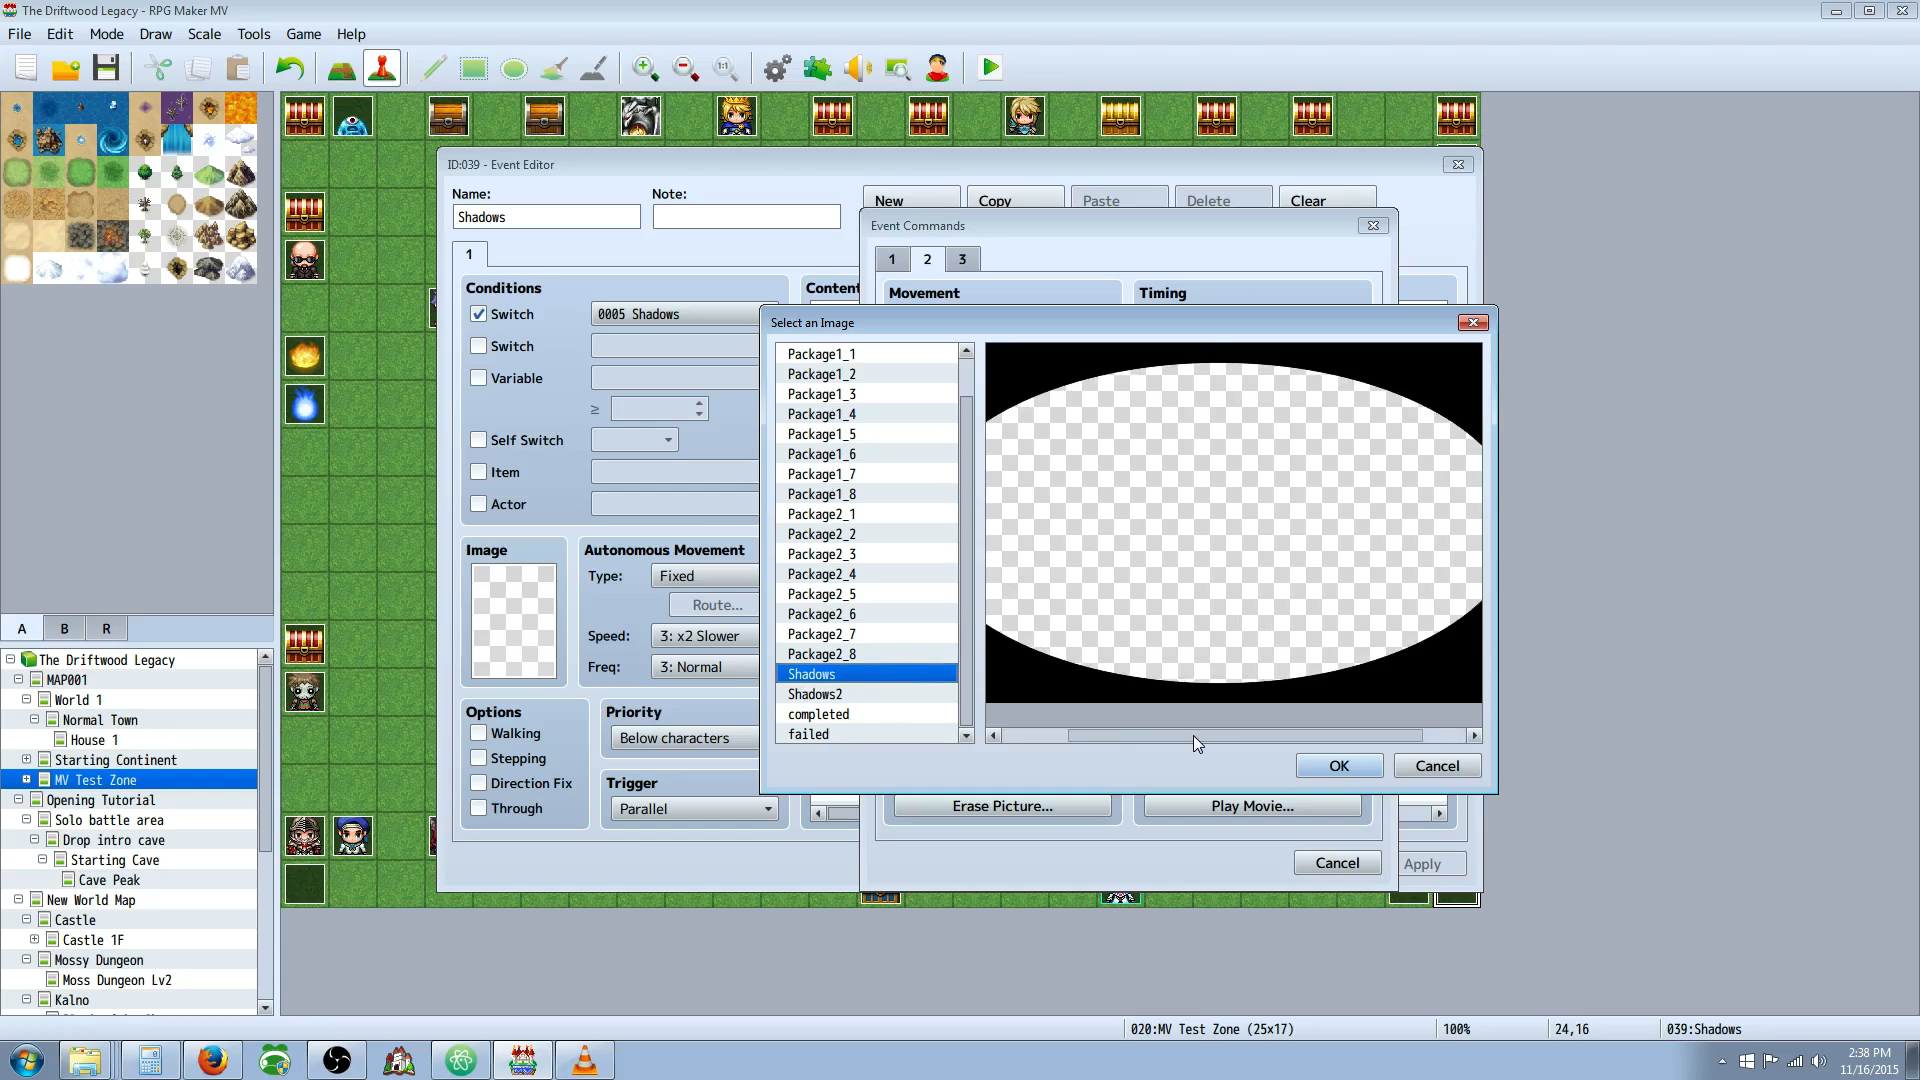 The Driftwood Legacy - RPG Maker MV
File Edit Mode Draw Scale Tools Game Help
1:1
ID:039 - Event Editor
Name: Note:
Shadows
New Copy Paste Delete Clear
1
Conditions
Switch 0005 Shadows
Switch
Variable
≥
Self Switch
Item
Actor
Image
Autonomous Movement
Type: Fixed
Route...
Speed: 3: x2 Slower
Freq: 3: Normal
Options
Walking
Stepping
Direction Fix
Through
Priority
Below characters
Trigger
Parallel
Content
Apply
Event Commands
1 2 3
Movement
Timing
Erase Picture...
Play Movie...
Cancel
Select an Image
Package1_1
Package1_2
Package1_3
Package1_4
Package1_5
Package1_6
Package1_7
Package1_8
Package2_1
Package2_2
Package2_3
Package2_4
Package2_5
Package2_6
Package2_7
Package2_8
Shadows
Shadows2
completed
failed
OK Cancel
A B R
The Driftwood Legacy
MAP001
World 1
Normal Town
House 1
Starting Continent
MV Test Zone
Opening Tutorial
Solo battle area
Drop intro cave
Starting Cave
Cave Peak
New World Map
Castle
Castle 1F
Mossy Dungeon
Moss Dungeon Lv2
Kalno
020:MV Test Zone (25x17) 100% 24,16 039:Shadows
2:38 PM
11/16/2015